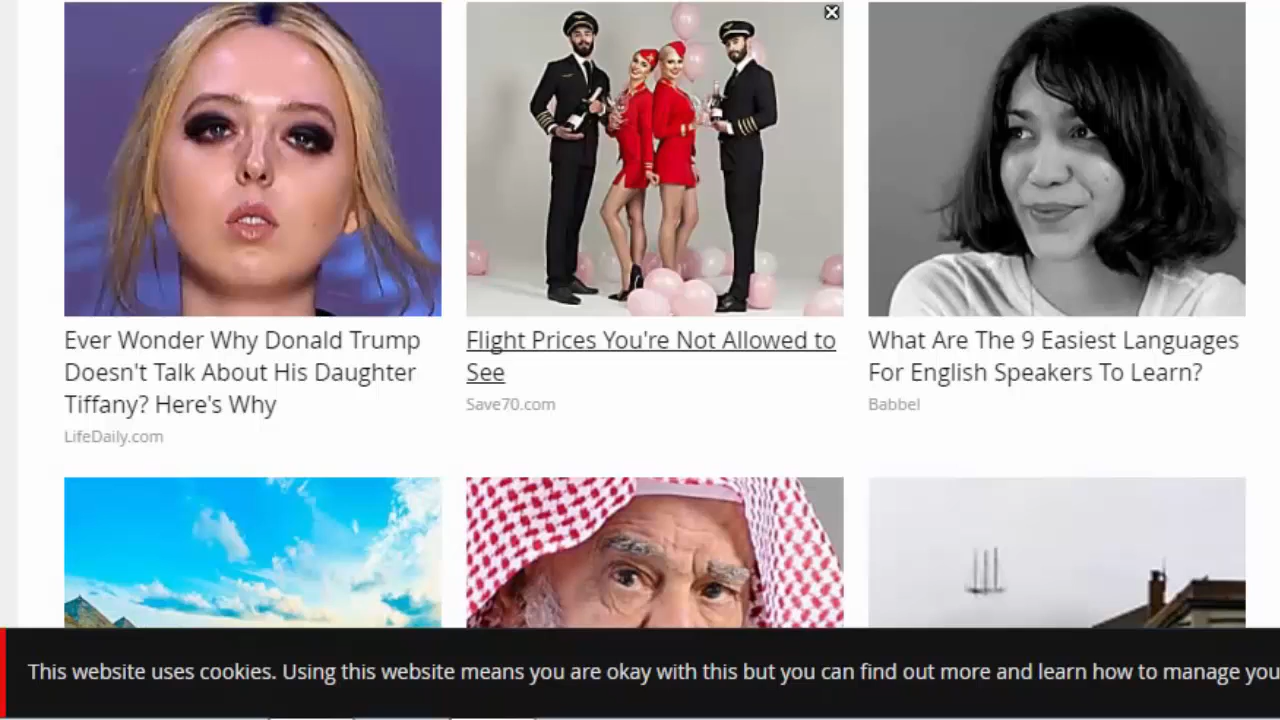 Ever Wonder Why Donald Trump
Doesn't Talk About His Daughter
Tiffany? Here's Why
LifeDaily.com
Flight Prices You're Not Allowed to
See
Save70.com
What Are The 9 Easiest Languages
For English Speakers To Learn?
Babbel
This website uses cookies. Using this website means you are okay with this but you can find out more and learn how to manage you